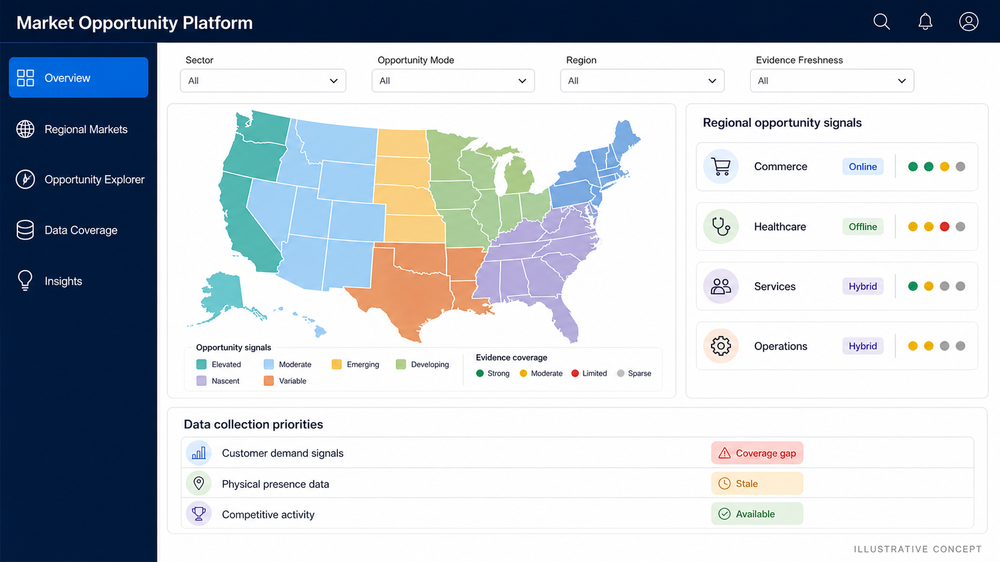 Market Opportunity Platform
Overview
Regional Markets
Opportunity Explorer
Data Coverage
Insights
Sector
All
Opportunity Mode
All
Region
All
Evidence Freshness
All
Opportunity signals
Elevated
Moderate
Emerging
Developing
Nascent
Variable
Evidence coverage
Strong
Moderate
Limited
Sparse
Regional opportunity signals
Commerce
Online
Healthcare
Offline
Services
Hybrid
Operations
Hybrid
Data collection priorities
Customer demand signals
Coverage gap
Physical presence data
Stale
Competitive activity
Available
ILLUSTRATIVE CONCEPT